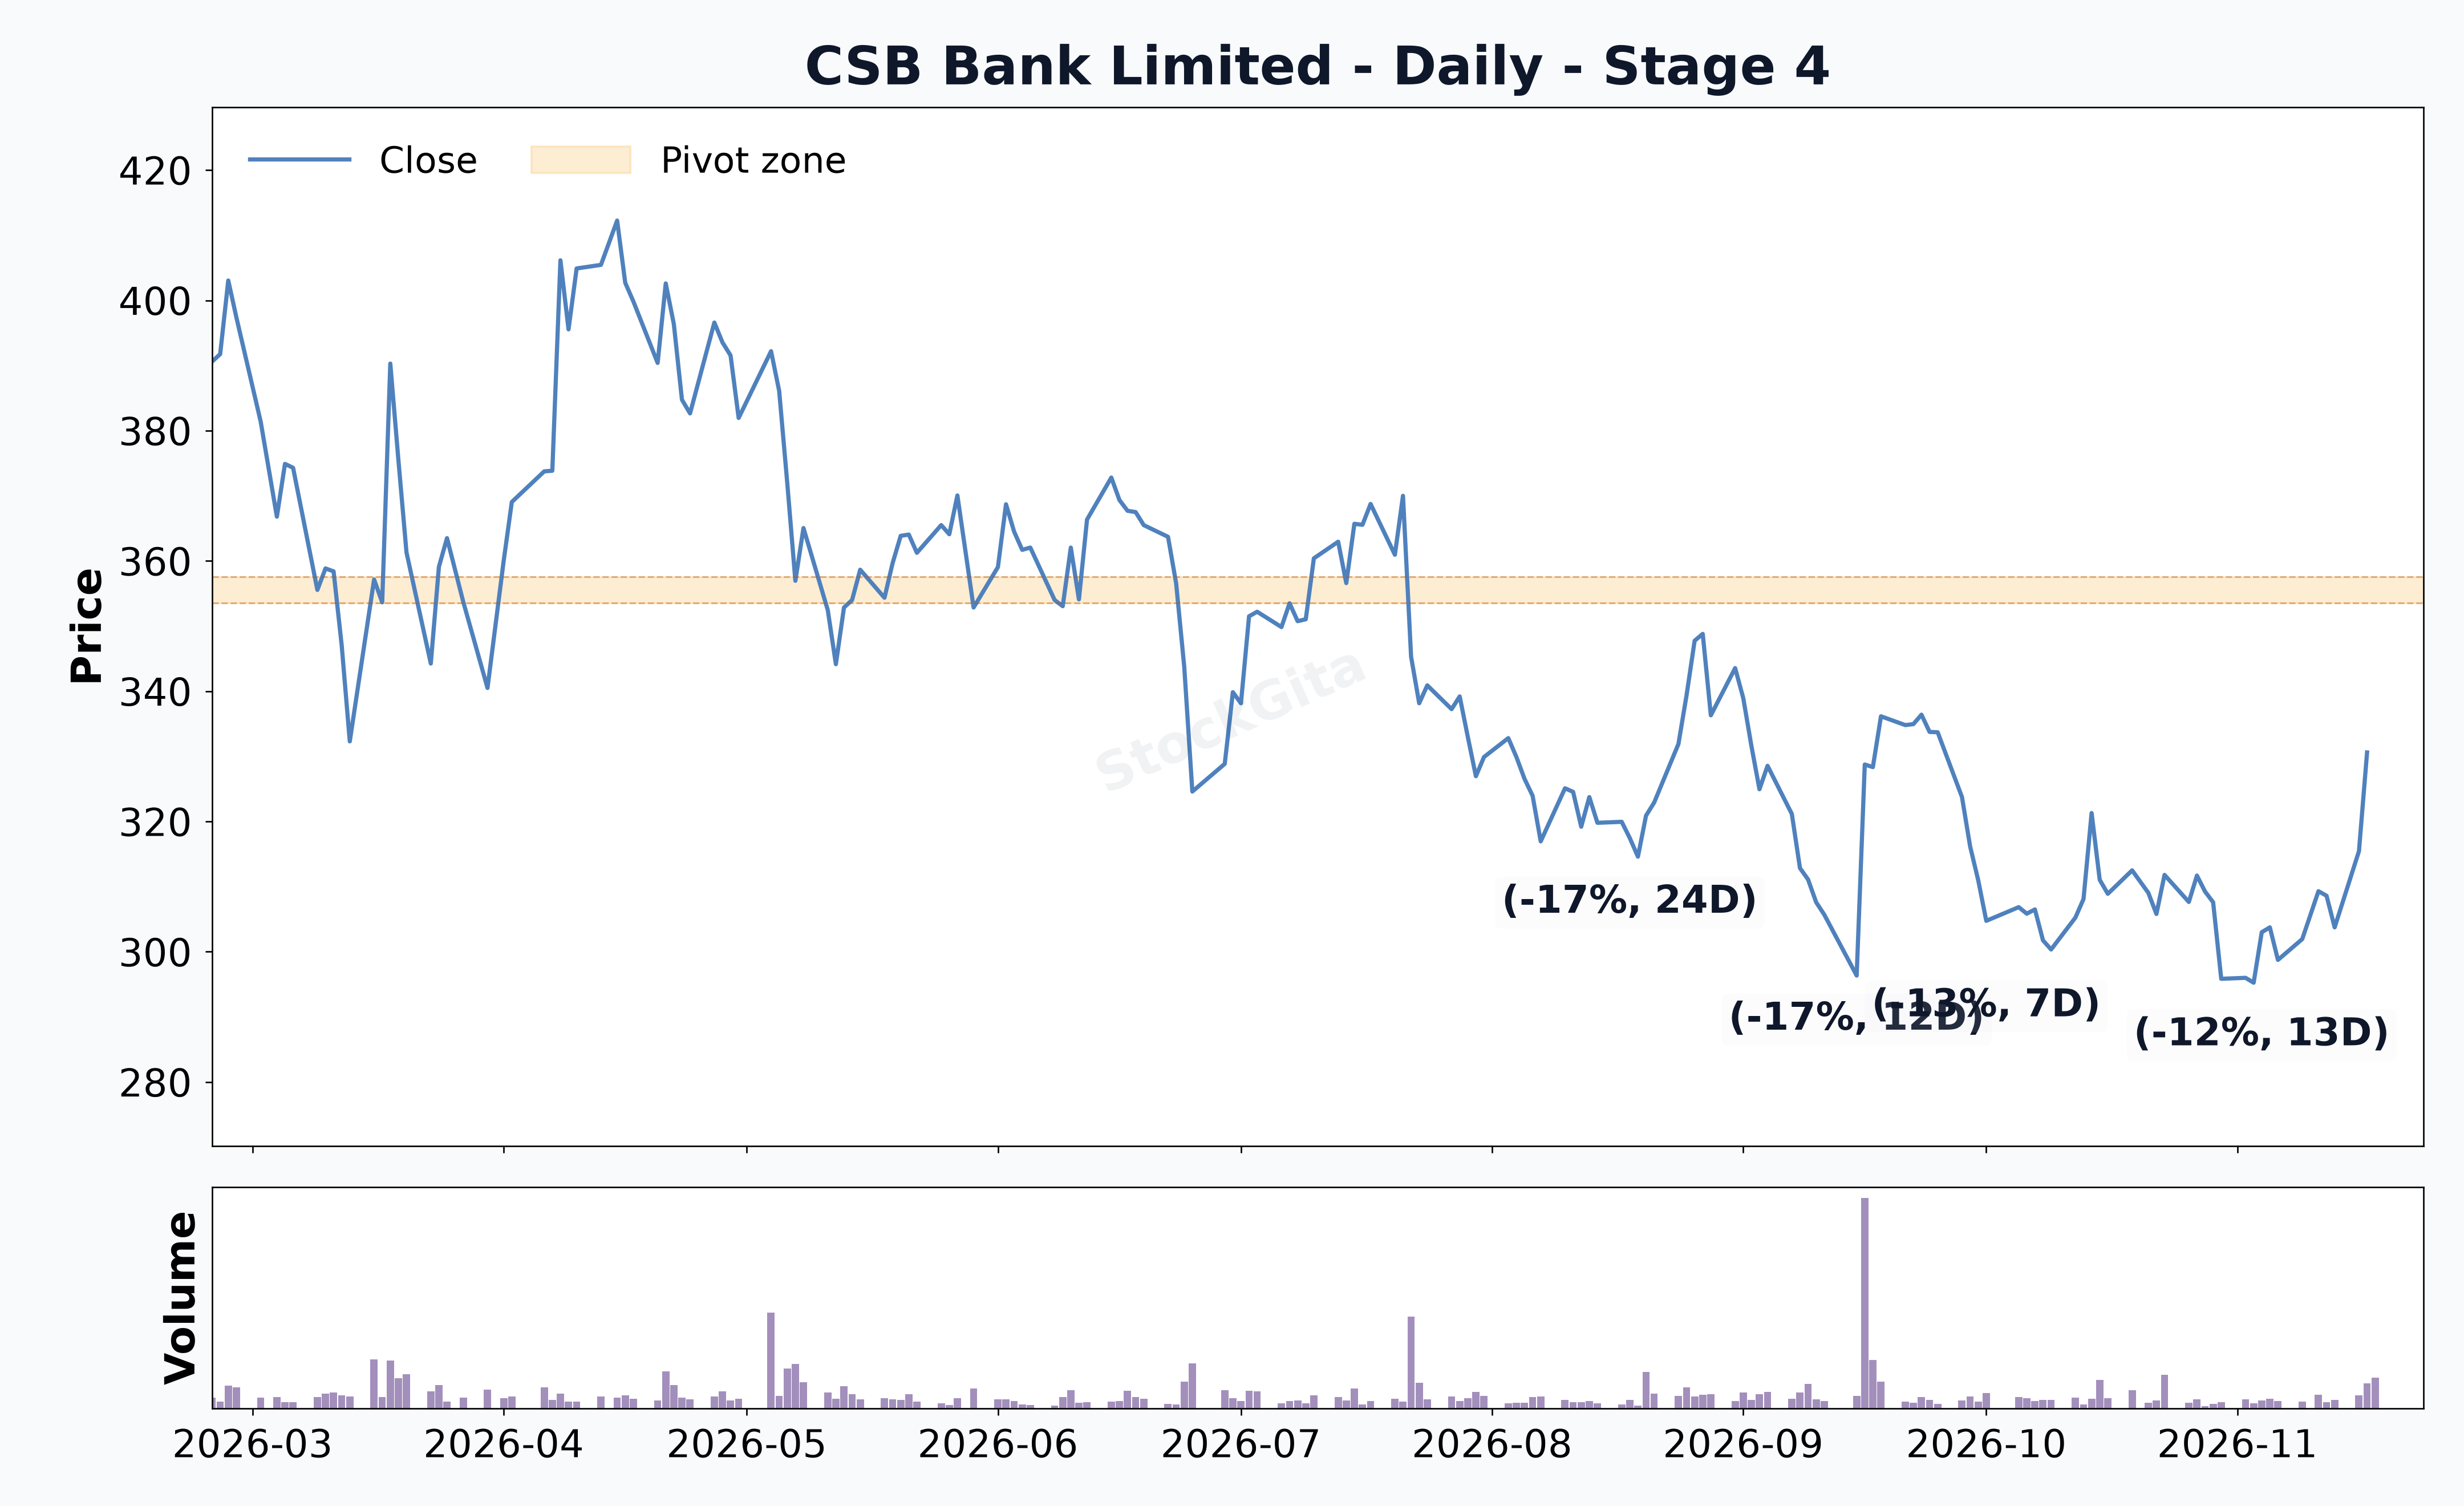 CSB Bank Limited - Daily - Stage 4
Close
Pivot zone
Price
420
400
380
360
340
320
300
280
StockGita
(-17%, 24D)
(-17%, 12D)
(-13%, 7D)
(-12%, 13D)
Volume
2026-03
2026-04
2026-05
2026-06
2026-07
2026-08
2026-09
2026-10
2026-11